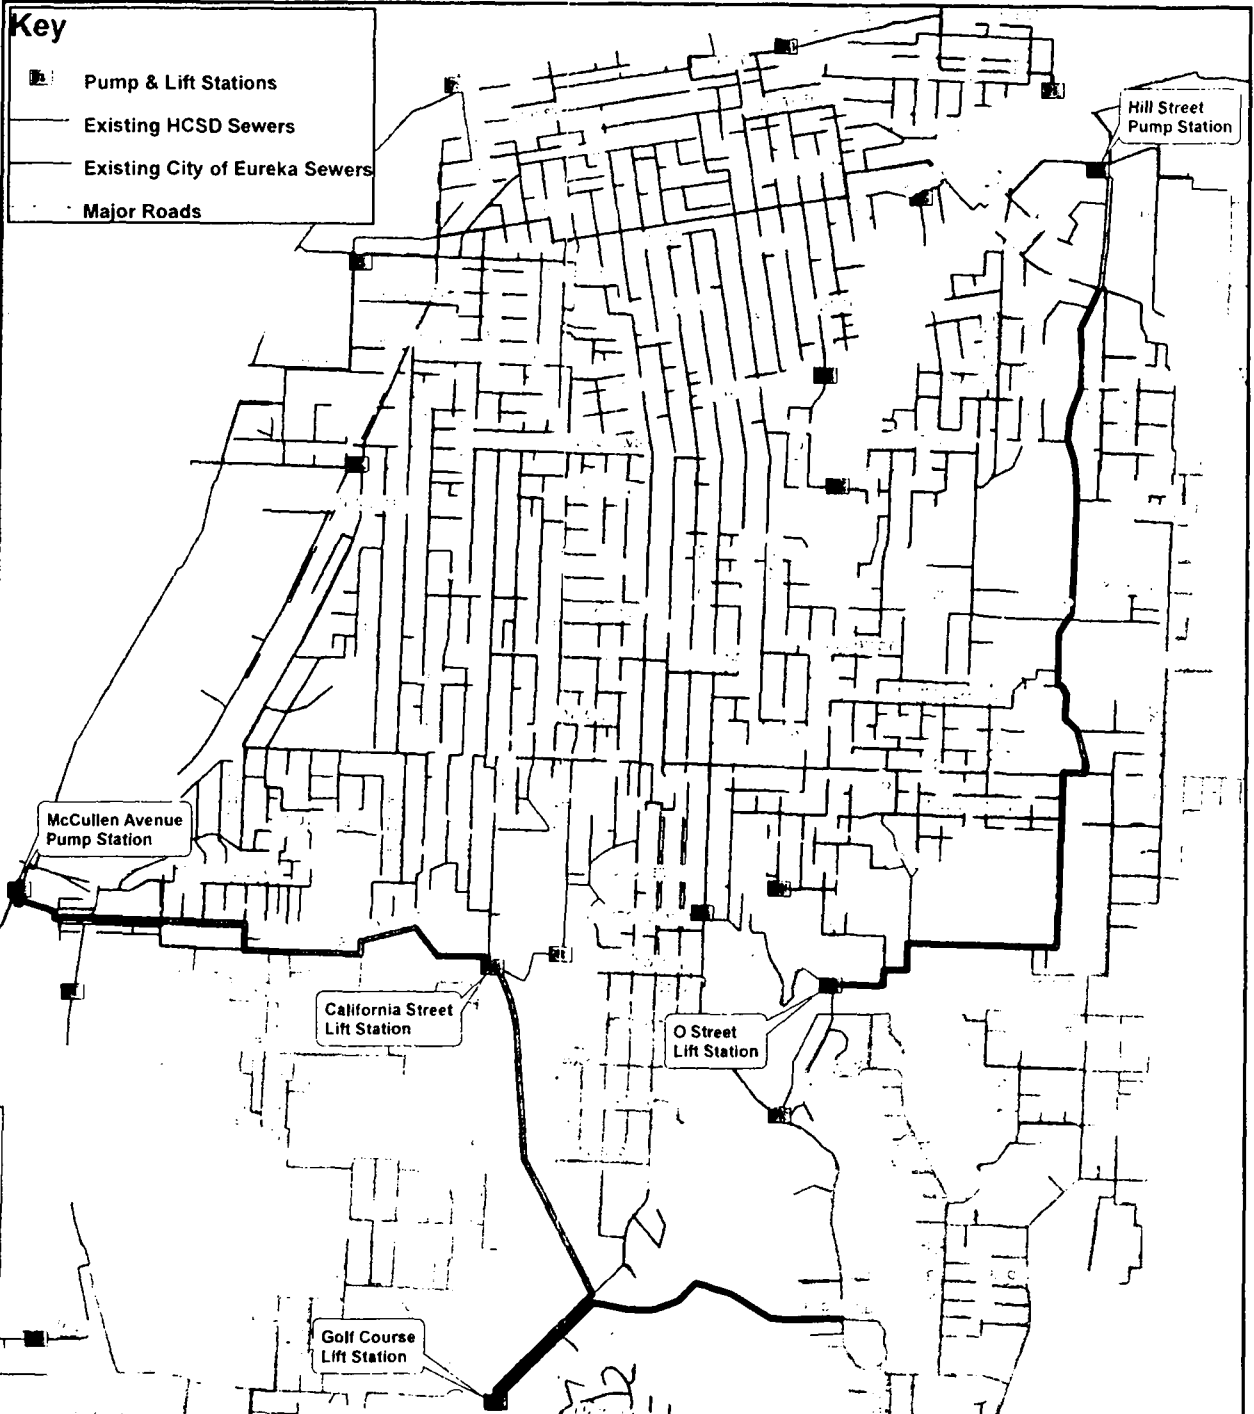 Key
Pump & Lift Stations
Existing HCSD Sewers
Existing City of Eureka Sewers
Major Roads
Hill Street
Pump Station
McCullen Avenue
Pump Station
California Street
Lift Station
O Street
Lift Station
Golf Course
Lift Station